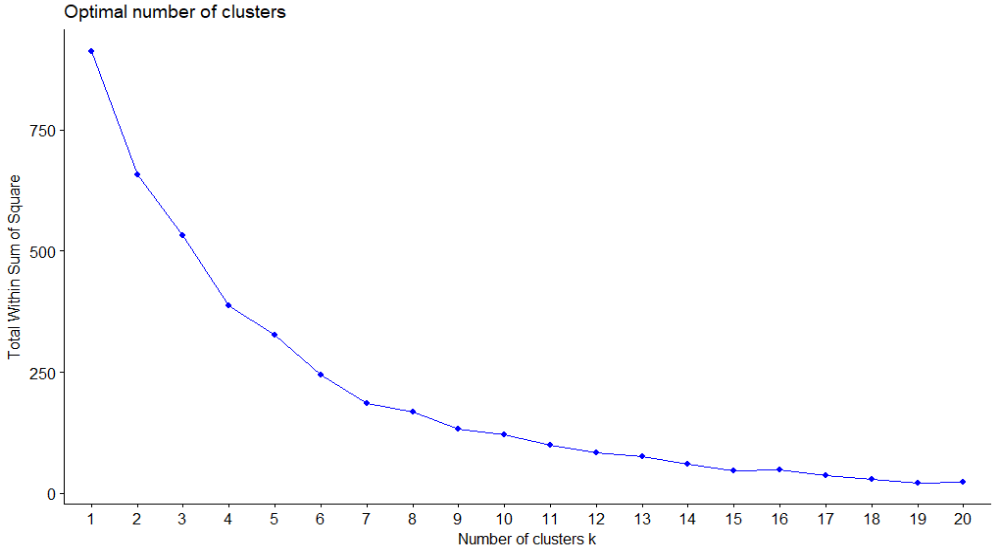 Optimal number of clusters
Total Within Sum of Square
750
500
250
0
1 2 3 4 5 6 7 8 9 10 11 12 13 14 15 16 17 18 19 20
Number of clusters k